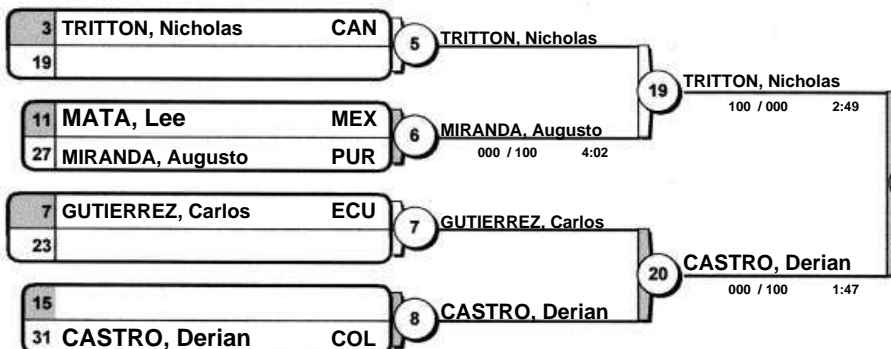 3 TRITTON, Nicholas CAN
19
5
TRITTON, Nicholas
11 MATA, Lee MEX
27 MIRANDA, Augusto PUR
6
MIRANDA, Augusto
000 / 100 4:02
19
TRITTON, Nicholas
100 / 000 2:49
7 GUTIERREZ, Carlos ECU
23
7
GUTIERREZ, Carlos
15
31 CASTRO, Derian COL
8
CASTRO, Derian
20
CASTRO, Derian
000 / 100 1:47